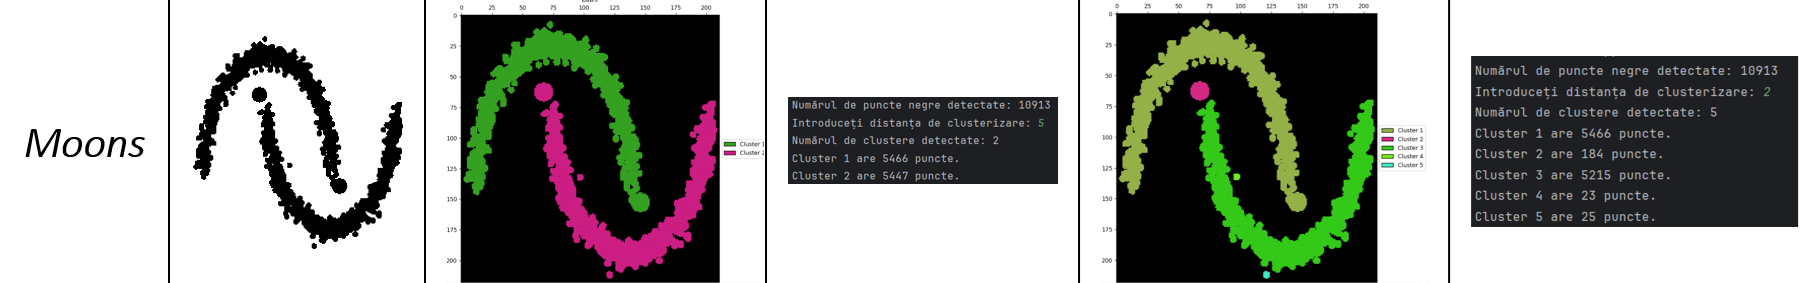 Moons
0 25 50 75 100 125 150 175 200
0
25
50
75
100
125
150
175
200
Cluster 1
Cluster 2
Numărul de puncte negre detectate: 10913
Introduceți distanța de clusterizare: 5
Numărul de clustere detectate: 2
Cluster 1 are 5466 puncte.
Cluster 2 are 5447 puncte.
0 25 50 75 100 125 150 175 200
0
25
50
75
100
125
150
175
200
Cluster 1
Cluster 2
Cluster 3
Cluster 4
Cluster 5
Numărul de puncte negre detectate: 10913
Introduceți distanța de clusterizare: 2
Numărul de clustere detectate: 5
Cluster 1 are 5466 puncte.
Cluster 2 are 184 puncte.
Cluster 3 are 5215 puncte.
Cluster 4 are 23 puncte.
Cluster 5 are 25 puncte.